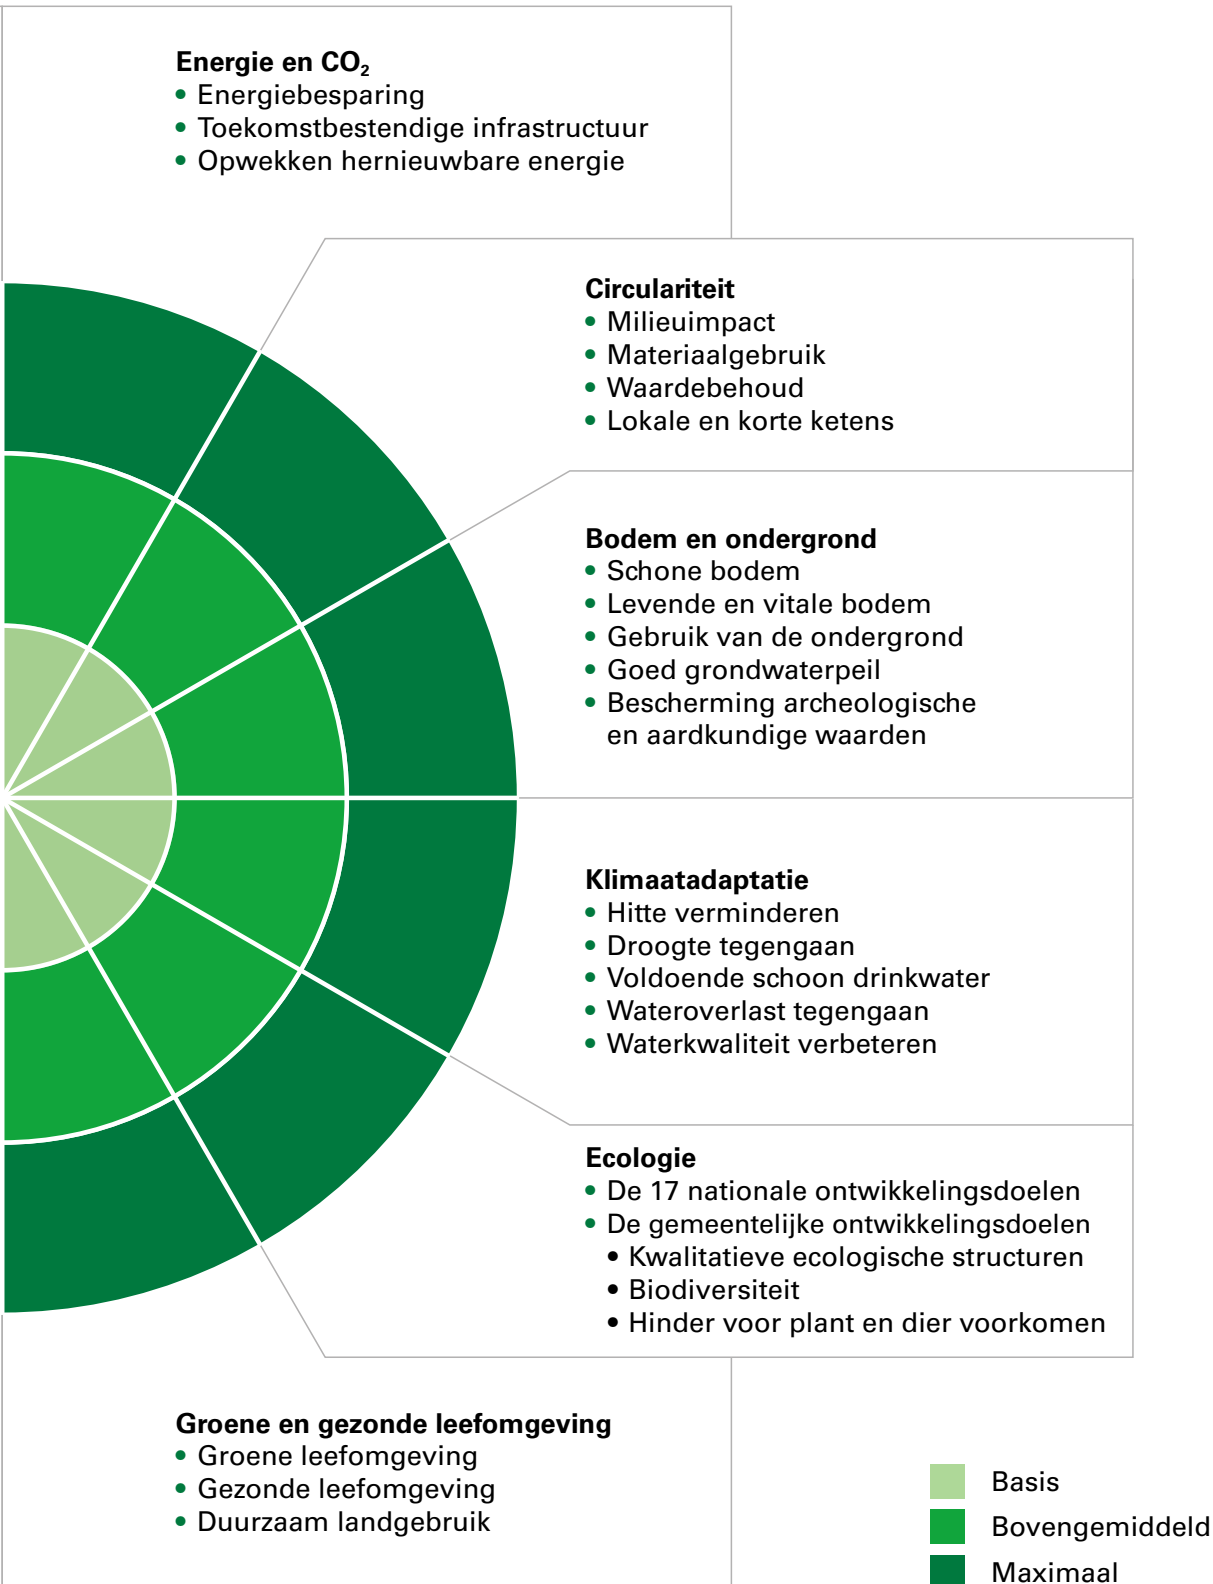 Energie en CO₂
• Energiebesparing
• Toekomstbestendige infrastructuur
• Opwekken hernieuwbare energie
Circulariteit
• Milieuimpact
• Materiaalgebruik
• Waardebehoud
• Lokale en korte ketens
Bodem en ondergrond
• Schone bodem
• Levende en vitale bodem
• Gebruik van de ondergrond
• Goed grondwaterpeil
• Bescherming archeologische
en aardkundige waarden
Klimaatadaptatie
• Hitte verminderen
• Droogte tegengaan
• Voldoende schoon drinkwater
• Wateroverlast tegengaan
• Waterkwaliteit verbeteren
Ecologie
• De 17 nationale ontwikkelingsdoelen
• De gemeentelijke ontwikkelingsdoelen
• Kwalitatieve ecologische structuren
• Biodiversiteit
• Hinder voor plant en dier voorkomen
Groene en gezonde leefomgeving
• Groene leefomgeving
• Gezonde leefomgeving
• Duurzaam landgebruik
Basis
Bovengemiddeld
Maximaal